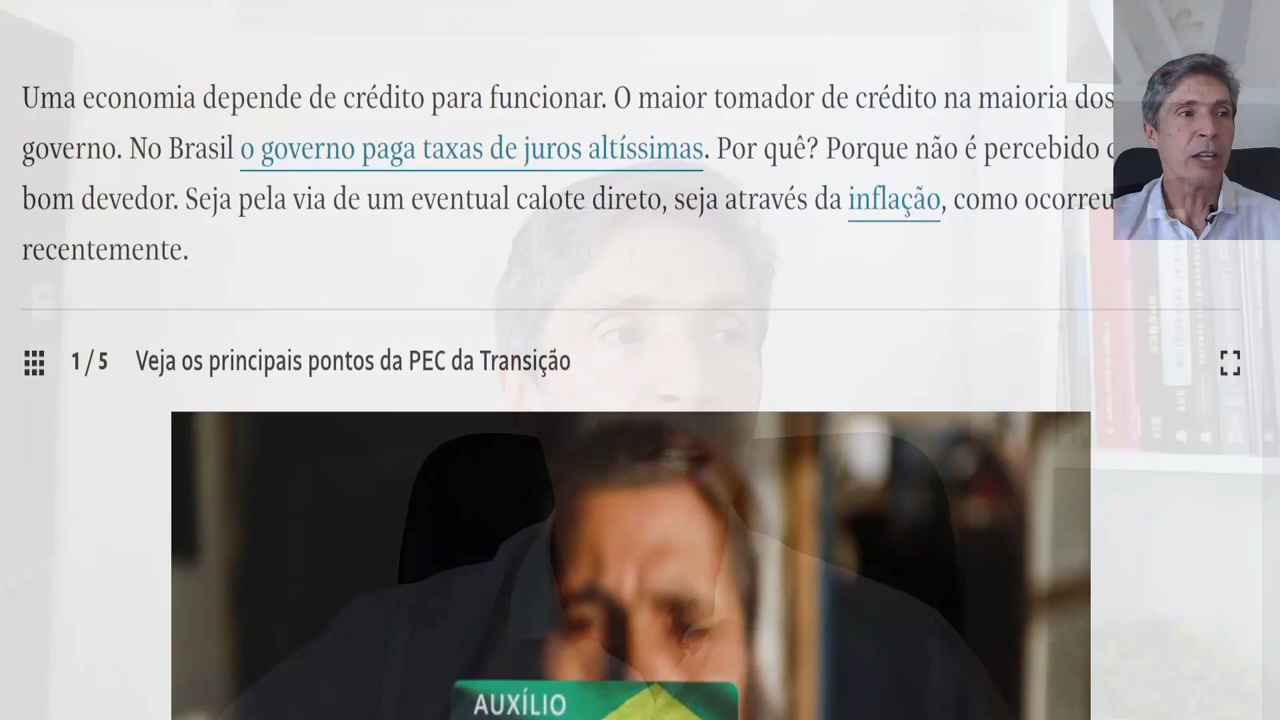 Uma economia depende de crédito para funcionar. O maior tomador de crédito na maioria dos
governo. No Brasil o governo paga taxas de juros altíssimas. Por quê? Porque não é percebido
bom devedor. Seja pela via de um eventual calote direto, seja através da inflação, como ocorreu
recentemente.
1 / 5 Veja os principais pontos da PEC da Transição
AUXÍLIO